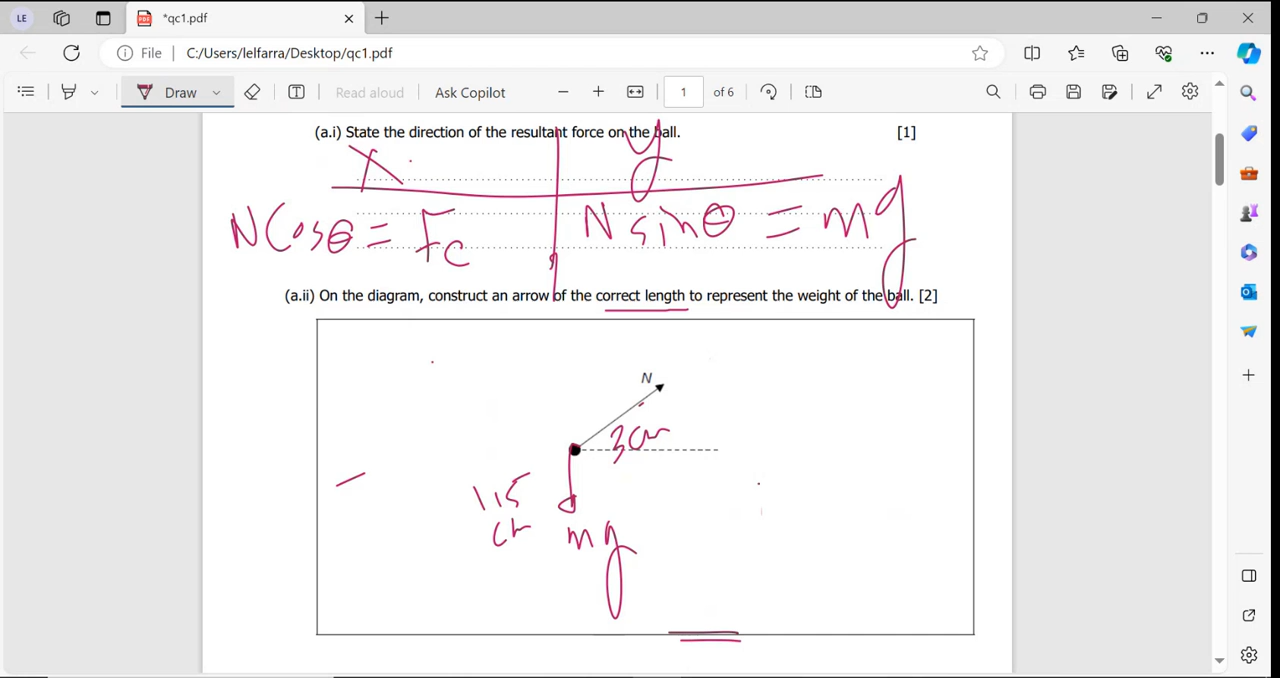 LE
*qc1.pdf
File
C:/Users/lelfarra/Desktop/qc1.pdf
Draw
Read aloud
Ask Copilot
1 of 6
(a.i) State the direction of the resultant force on the ball. [1]
x y
N Cosθ = Fc N sinθ = mg
(a.ii) On the diagram, construct an arrow of the correct length to represent the weight of the ball. [2]
N
3cm
1,5
cm
mg